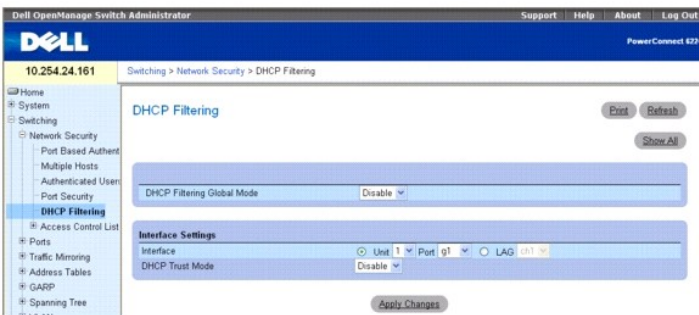 Dell OpenManage Switch Administrator
Support Help About Log Out
DELL
PowerConnect
10.254.24.161
Switching > Network Security > DHCP Filtering
Home
System
Switching
Network Security
Port Based Authent
Multiple Hosts
Authenticated Users
Port Security
DHCP Filtering
Access Control List
Ports
Traffic Mirroring
Address Tables
GARP
Spanning Tree
DHCP Filtering
Print Refresh
Show All
DHCP Filtering Global Mode Disable
Interface Settings
Interface Unit 1 Port g1 LAG ch1
DHCP Trust Mode Disable
Apply Changes